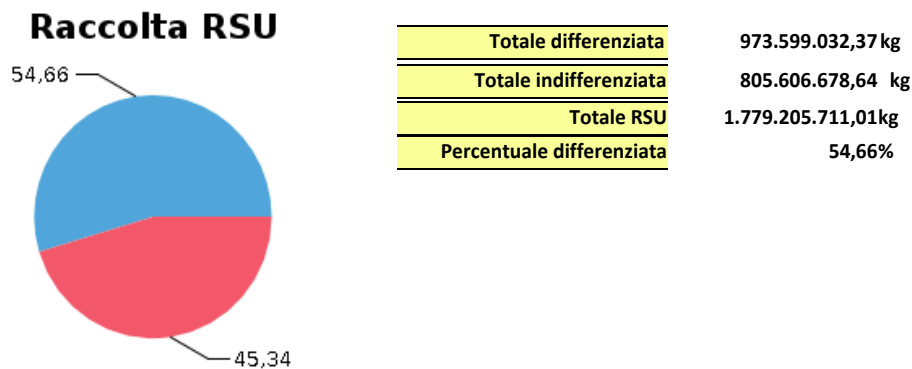 Raccolta RSU
54,66
45,34
Totale differenziata 973.599.032,37 kg
Totale indifferenziata 805.606.678,64 kg
Totale RSU 1.779.205.711,01kg
Percentuale differenziata 54,66%